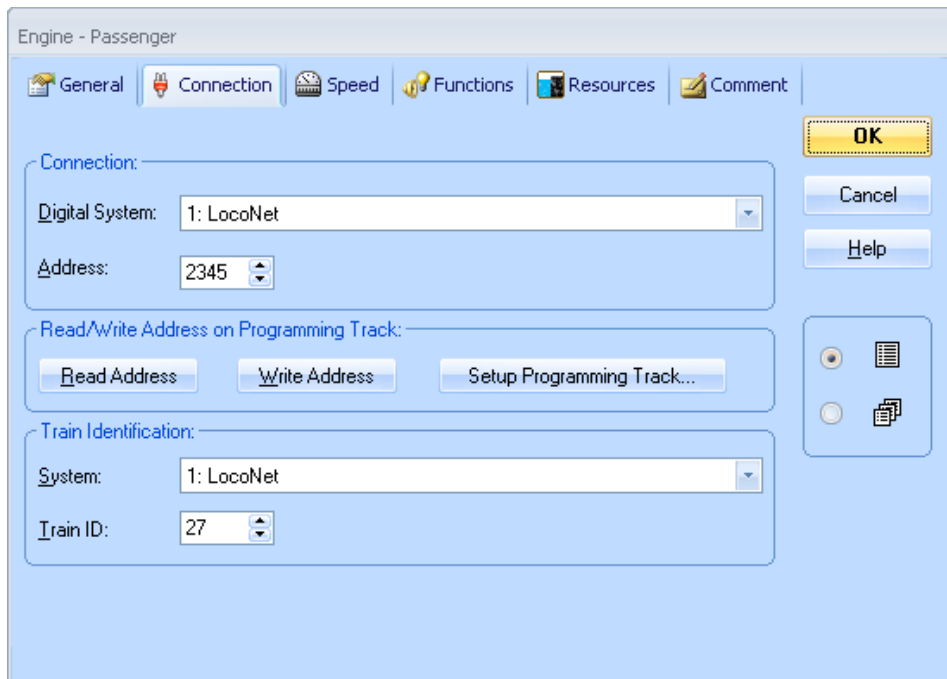 Engine - Passenger
General Connection Speed Functions Resources Comment
OK
Cancel
Help
Connection:
Digital System: 1: LocoNet
Address: 2345
Read/Write Address on Programming Track:
Read Address Write Address Setup Programming Track...
Train Identification:
System: 1: LocoNet
Train ID: 27